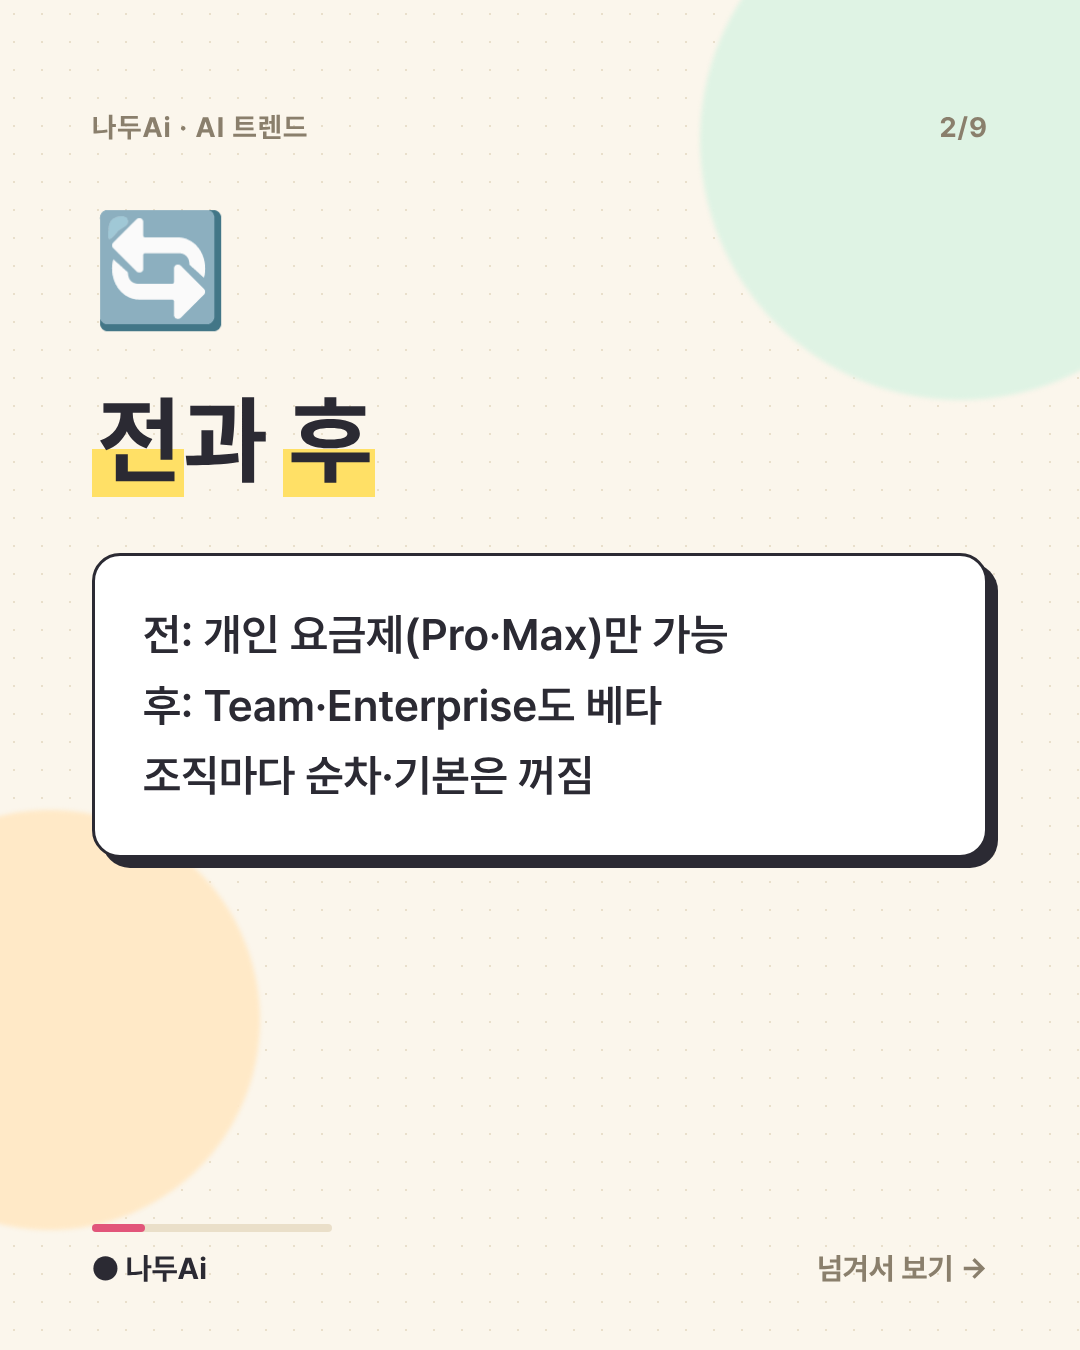 나두Ai · AI 트렌드
2/9
전과 후
전: 개인 요금제(Pro·Max)만 가능
후: Team·Enterprise도 베타
조직마다 순차·기본은 꺼짐
나두Ai
넘겨서 보기 →